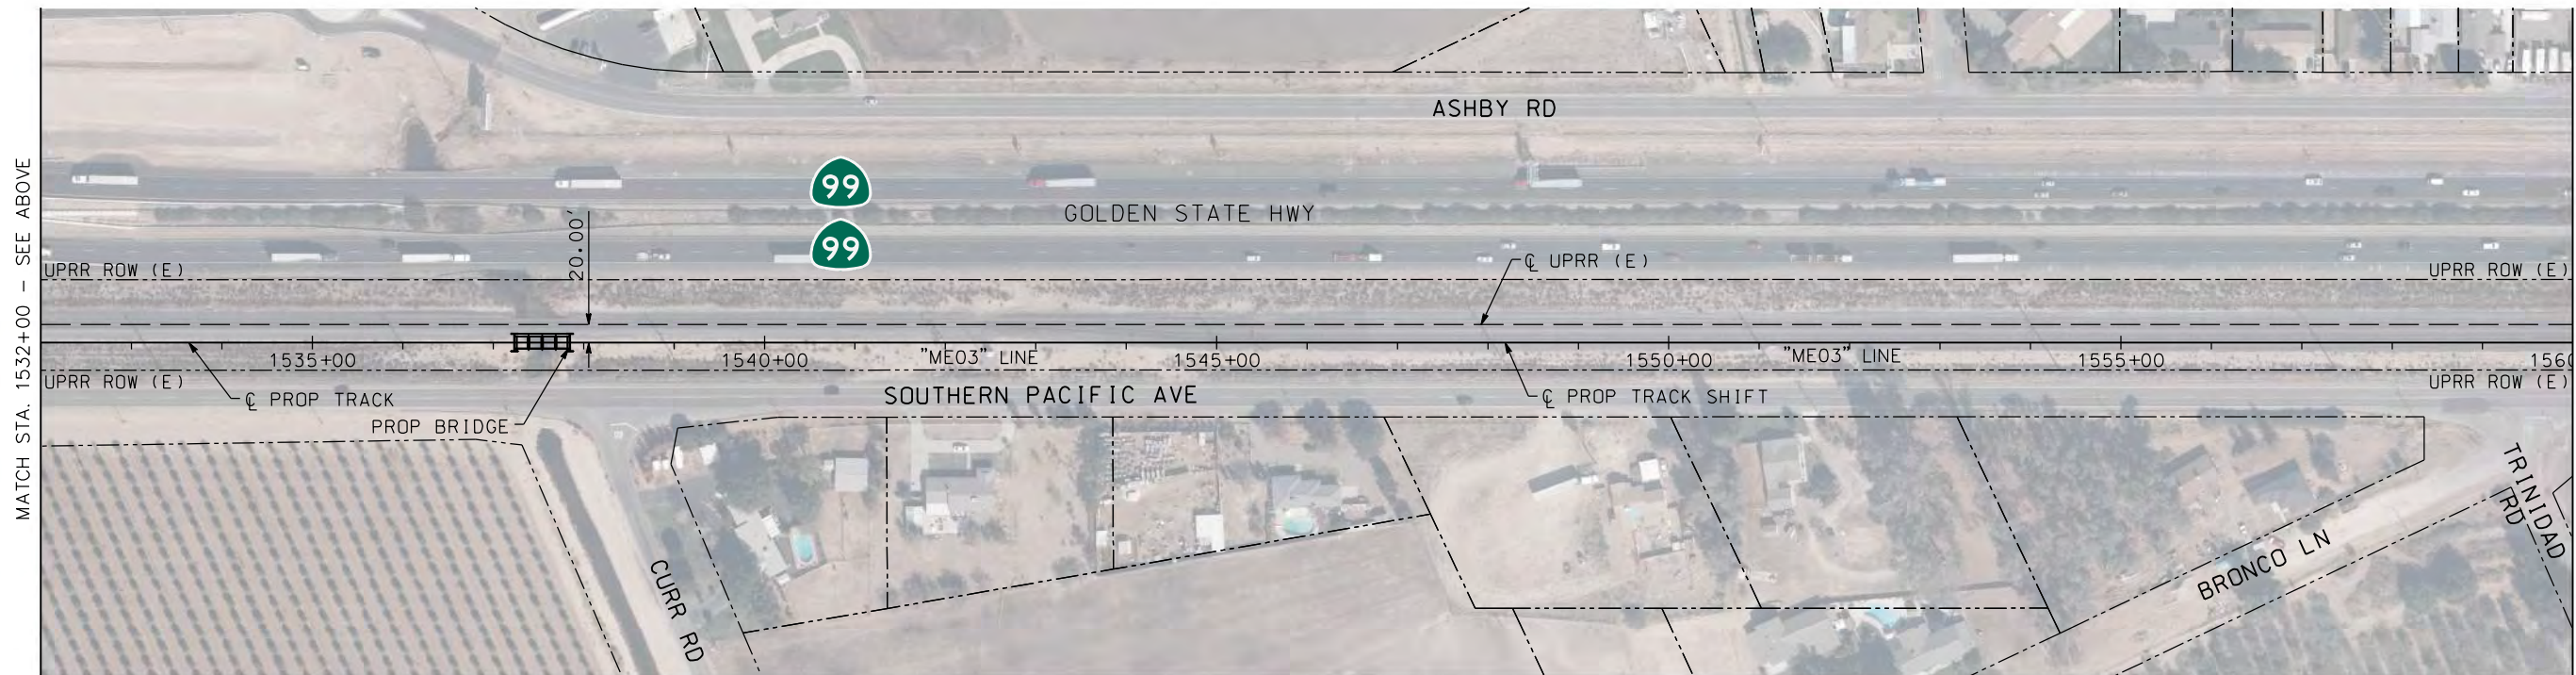 MATCH STA. 1532+00 - SEE ABOVE
ASHBY RD
99
GOLDEN STATE HWY
99
20.00'
UPRR ROW (E)
℄ UPRR (E)
UPRR ROW (E)
1535+00
1540+00
"ME03" LINE
1545+00
1550+00
"ME03" LINE
1555+00
UPRR ROW (E)
℄ PROP TRACK
SOUTHERN PACIFIC AVE
℄ PROP TRACK SHIFT
UPRR ROW (E)
PROP BRIDGE
CURR RD
BRONCO LN
TRINIDAD
RD